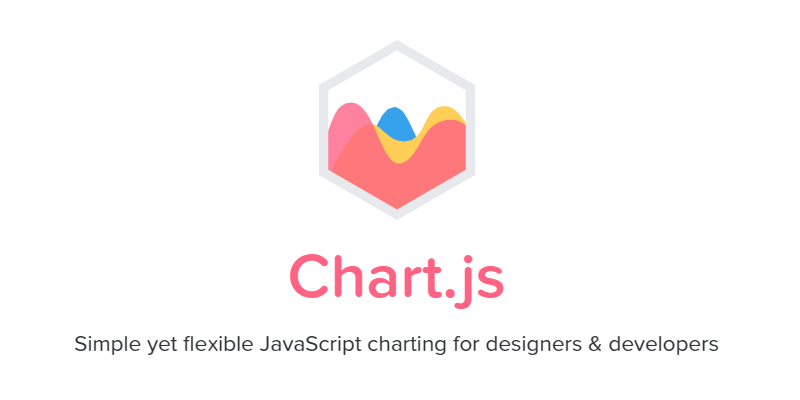 Chart.js
Simple yet flexible JavaScript charting for designers & developers